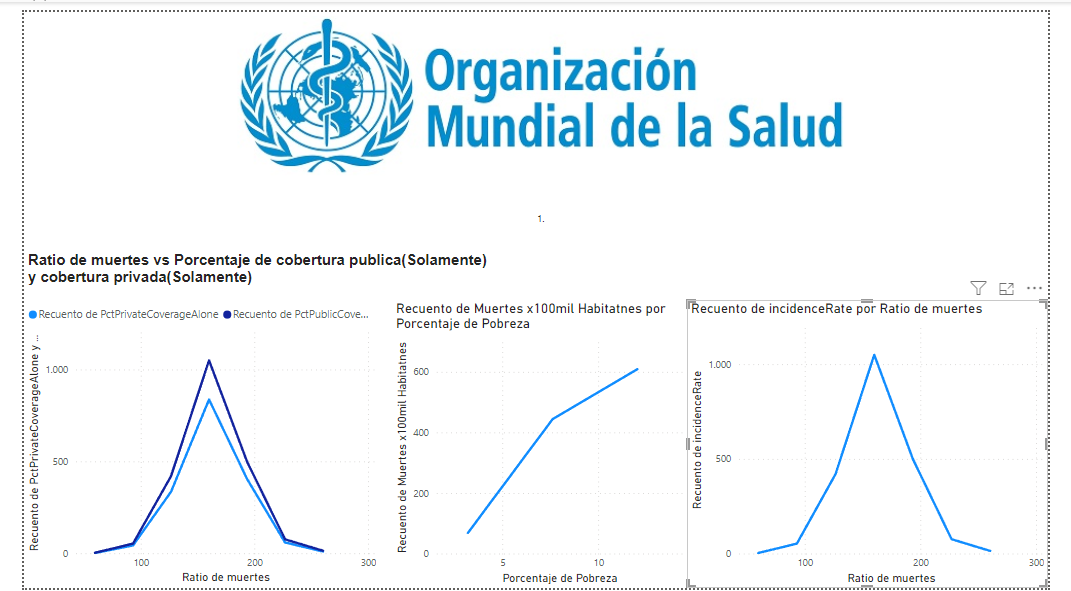 Organización
Mundial de la Salud
1.
Ratio de muertes vs Porcentaje de cobertura publica(Solamente)
y cobertura privada(Solamente)
Recuento de PctPrivateCoverageAlone Recuento de PctPublicCove...
Recuento de PctPrivateCoverageAlone y ...
1.000
500
0
100 200 300
Ratio de muertes
Recuento de Muertes x100mil Habitatnes por
Porcentaje de Pobreza
Recuento de Muertes x100mil Habitatnes
600
400
200
0
5 10
Porcentaje de Pobreza
Recuento de incidenceRate por Ratio de muertes
Recuento de incidenceRate
1.000
500
0
100 200 300
Ratio de muertes